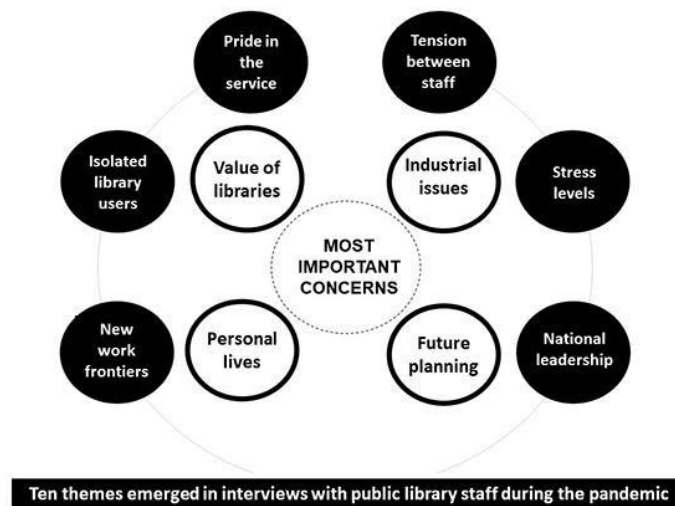 Pride in
the
service
Tension
between
staff
Isolated
library
users
Value of
libraries
Industrial
issues
Stress
levels
MOST
IMPORTANT
CONCERNS
New
work
frontiers
Personal
lives
Future
planning
National
leadership
Ten themes emerged in interviews with public library staff during the pandemic